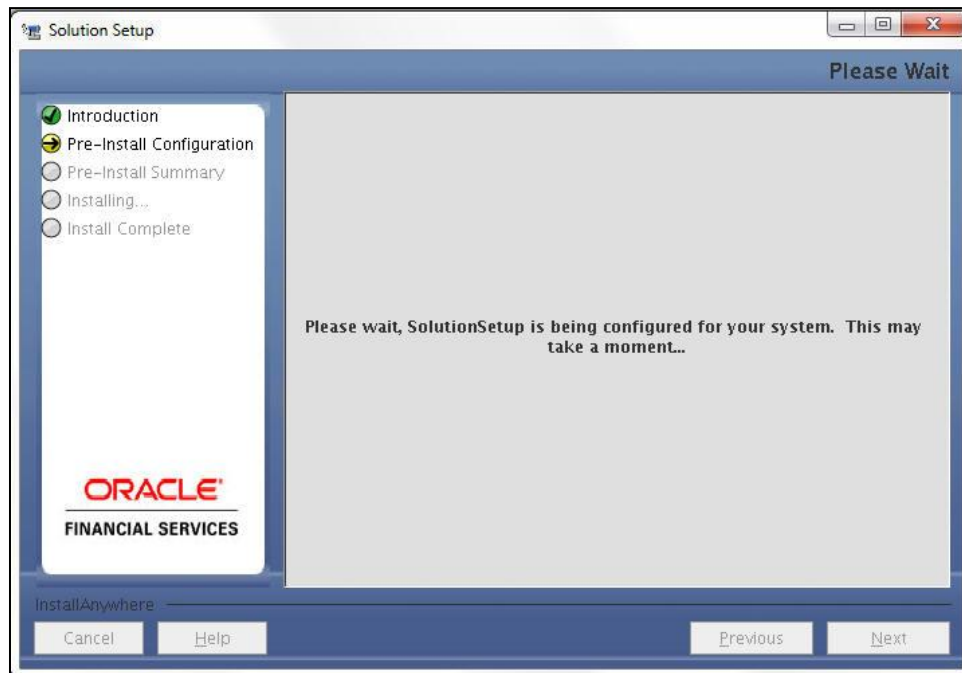 Solution Setup
Please Wait
Introduction
Pre-Install Configuration
Pre-Install Summary
Installing...
Install Complete
Please wait, SolutionSetup is being configured for your system. This may
take a moment...
ORACLE'
FINANCIAL SERVICES
InstallAnywhere
Cancel
Help
Previous
Next